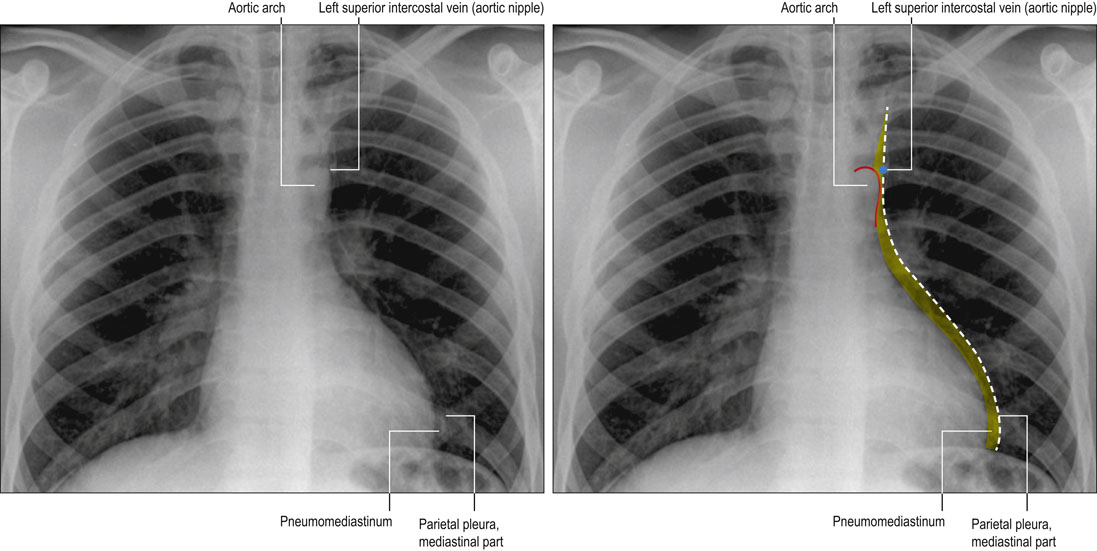 Aortic arch
Left superior intercostal vein (aortic nipple)
Aortic arch
Left superior intercostal vein (aortic nipple)
Pneumomediastinum
Parietal pleura,
mediastinal part
Pneumomediastinum
Parietal pleura,
mediastinal part